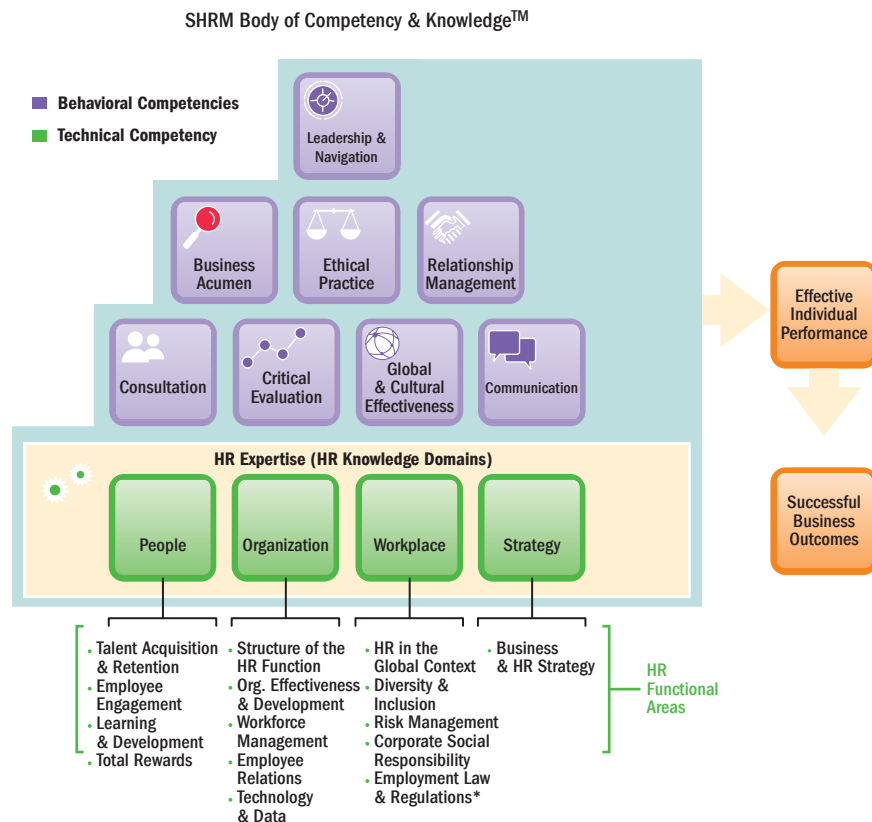 SHRM Body of Competency & Knowledge™
Behavioral Competencies
Technical Competency
Leadership &
Navigation
Business
Acumen
Ethical
Practice
Relationship
Management
Effective
Individual
Performance
Consultation
Critical
Evaluation
Global
& Cultural
Effectiveness
Communication
HR Expertise (HR Knowledge Domains)
People
Organization
Workplace
Strategy
Successful
Business
Outcomes
• Talent Acquisition
& Retention
• Employee
Engagement
• Learning
& Development
• Total Rewards
• Structure of the
HR Function
• Org. Effectiveness
& Development
• Workforce
Management
• Employee
Relations
• Technology
& Data
• HR in the
Global Context
• Diversity &
Inclusion
• Risk Management
• Corporate Social
Responsibility
• Employment Law
& Regulations*
• Business
& HR Strategy
HR
Functional
Areas